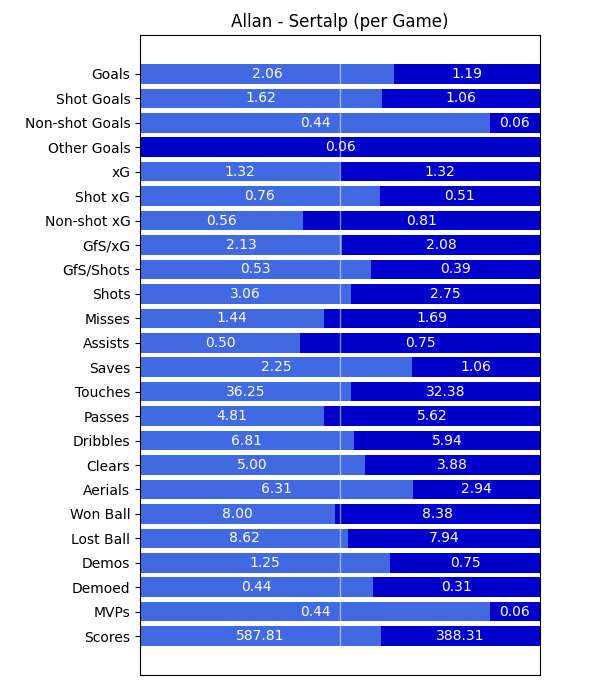 Allan - Sertalp (per Game)
Goals 2.06 1.19
Shot Goals 1.62 1.06
Non-shot Goals 0.44 0.06
Other Goals 0.06
xG 1.32 1.32
Shot xG 0.76 0.51
Non-shot xG 0.56 0.81
GfS/xG 2.13 2.08
GfS/Shots 0.53 0.39
Shots 3.06 2.75
Misses 1.44 1.69
Assists 0.50 0.75
Saves 2.25 1.06
Touches 36.25 32.38
Passes 4.81 5.62
Dribbles 6.81 5.94
Clears 5.00 3.88
Aerials 6.31 2.94
Won Ball 8.00 8.38
Lost Ball 8.62 7.94
Demos 1.25 0.75
Demoed 0.44 0.31
MVPs 0.44 0.06
Scores 587.81 388.31